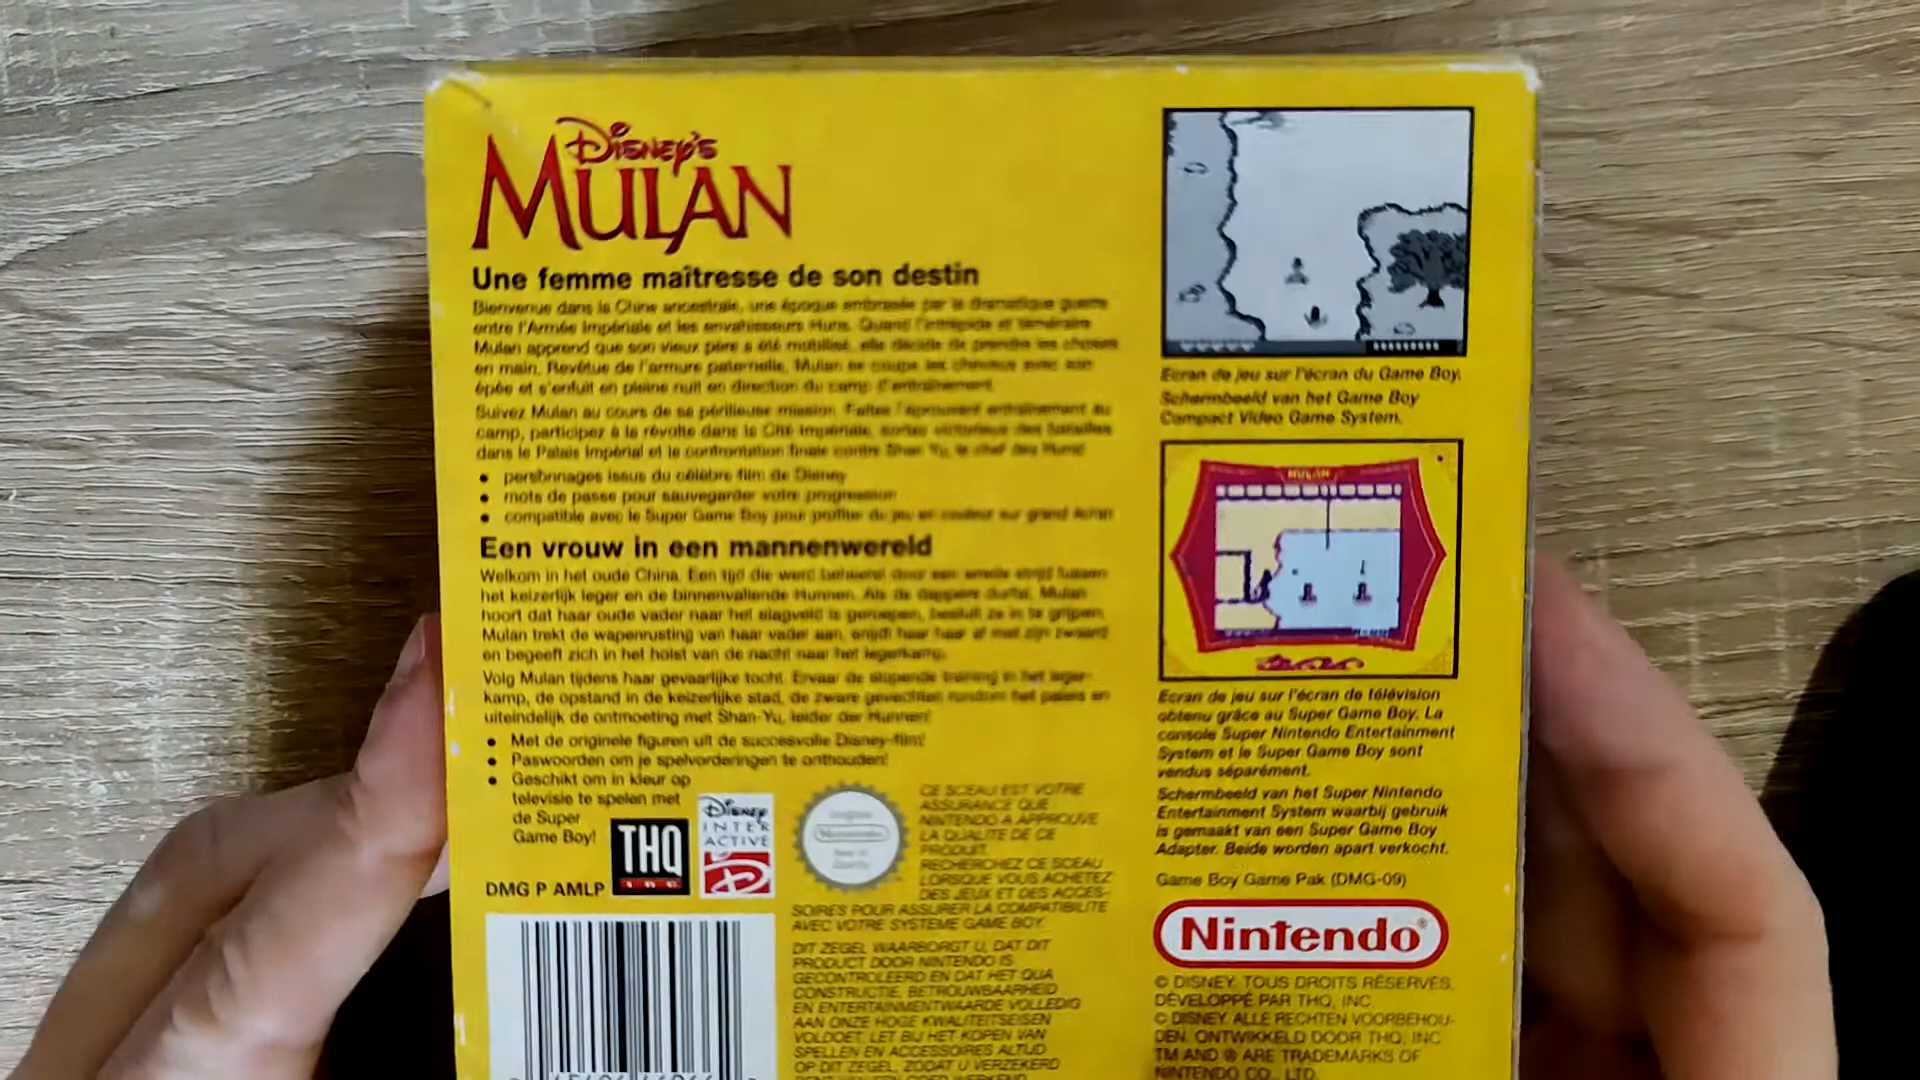 DISNEY'S
MULAN
Une femme maîtresse de son destin
Bienvenue dans la Chine ancestrale, une époque embrasée par la dramatique guerre
entre l'Armée Impériale et les envahisseurs Huns. Quand l'intrépide et téméraire
Mulan apprend que son vieux père a été mobilisé, elle décide de prendre les choses
en main. Revêtue de l'armure paternelle, Mulan se coupe les cheveux avec son
épée et s'enfuit en pleine nuit en direction du camp d'entraînement.
Suivez Mulan au cours de sa périlleuse mission. Faites l'éprouvant entraînement au
camp, participez à la révolte dans la Cité Impériale, sortez victorieux des batailles
dans le Palais Impérial et la confrontation finale contre Shan Yu, le chef des Huns!
• personnages issus du célèbre film de Disney
• mots de passe pour sauvegarder votre progression
• compatible avec le Super Game Boy pour profiter du jeu en couleur sur grand écran
Een vrouw in een mannenwereld
Welkom in het oude China. Een tijd die werd beheerst door een wrede strijd tussen
het keizerlijk leger en de binnenvallende Hunnen. Als de dappere durfal, Mulan
hoort dat haar oude vader naar het slagveld is geroepen, besluit ze in te grijpen.
Mulan trekt de wapenrusting van haar vader aan, snijdt haar haar af met zijn zwaard
en begeeft zich in het holst van de nacht naar het legerkamp.
Volg Mulan tijdens haar gevaarlijke tocht. Ervaar de slopende training in het leger-
kamp, de opstand in de keizerlijke stad, de zware gevechten rondom het paleis en
uiteindelijk de ontmoeting met Shan-Yu, leider der Hunnen!
• Met de originele figuren uit de succesvolle Disney-film!
• Paswoorden om je spelvorderingen te onthouden!
• Geschikt om in kleur op
televisie te spelen met
de Super
Game Boy!
THQ
INC
DISNEY
INTER
ACTIVE
DMG P AMLP
Nintendo
CE SCEAU EST VOTRE
ASSURANCE QUE
NINTENDO A APPROUVE
LA QUALITE DE CE
PRODUIT.
RECHERCHEZ CE SCEAU
LORSQUE VOUS ACHETEZ
DES JEUX ET DES ACCES-
SOIRES POUR ASSURER LA COMPATIBILITE
AVEC VOTRE SYSTEME GAME BOY.
DIT ZEGEL WAARBORGT U, DAT DIT
PRODUCT DOOR NINTENDO IS
GECONTROLEERD EN DAT HET QUA
CONSTRUCTIE, BETROUWBAARHEID
EN ENTERTAINMENTWAARDE VOLLEDIG
AAN ONZE HOGE KWALITEITSEISEN
VOLDOET. LET BIJ HET KOPEN VAN
SPELLEN EN ACCESSOIRES ALTIJD
OP DIT ZEGEL, ZODAT U VERZEKERD
Ecran de jeu sur l'écran du Game Boy.
Schermbeeld van het Game Boy
Compact Video Game System.
MULAN
Ecran de jeu sur l'écran de télévision
obtenu grâce au Super Game Boy. La
console Super Nintendo Entertainment
System et le Super Game Boy sont
vendus séparément.
Schermbeeld van het Super Nintendo
Entertainment System waarbij gebruik
is gemaakt van een Super Game Boy
Adapter. Beide worden apart verkocht.
Game Boy Game Pak (DMG-09)
Nintendo®
© DISNEY. TOUS DROITS RÉSERVÉS.
DÉVELOPPÉ PAR THQ, INC.
© DISNEY. ALLE RECHTEN VOORBEHOU-
DEN. ONTWIKKELD DOOR THQ, INC.
TM AND ® ARE TRADEMARKS OF
NINTENDO CO., LTD.